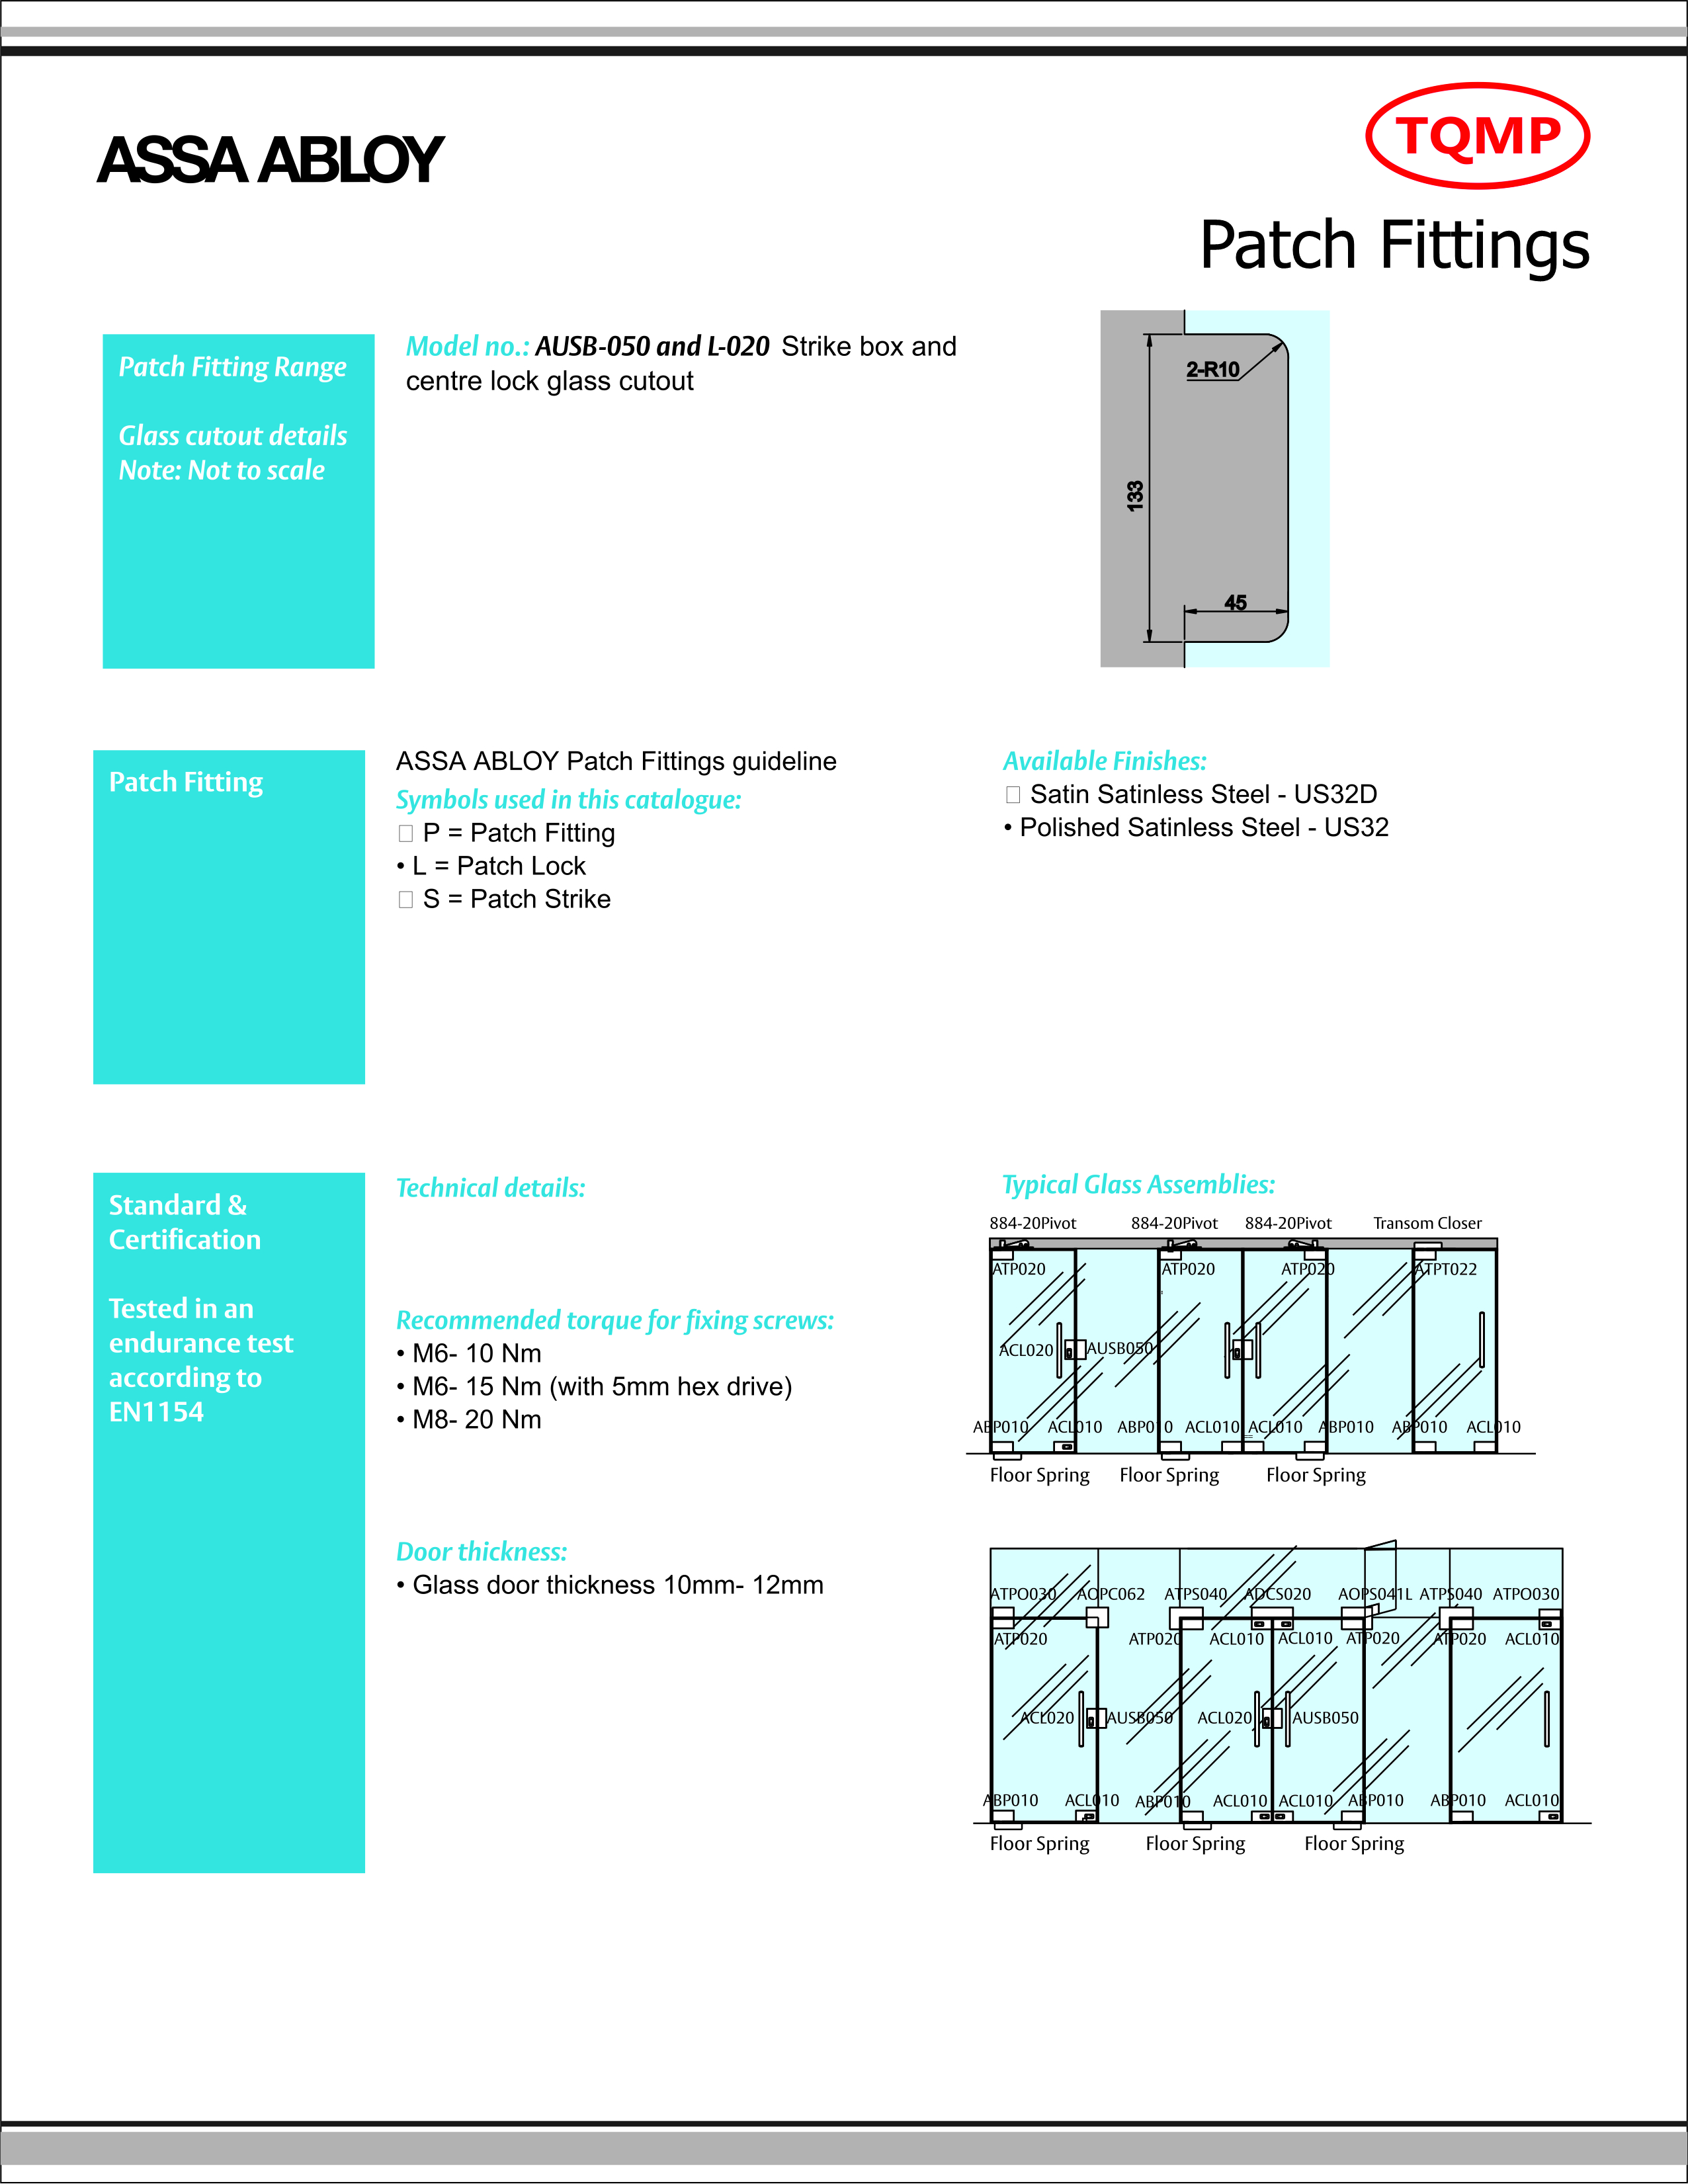 ASSA ABLOY
TQMP
Patch Fittings
Patch Fitting Range
Glass cutout details
Note: Not to scale
Model no.: AUSB-050 and L-020 Strike box and
centre lock glass cutout
2-R10
133
45
Patch Fitting
ASSA ABLOY Patch Fittings guideline
Symbols used in this catalogue:
□ P = Patch Fitting
• L = Patch Lock
□ S = Patch Strike
Available Finishes:
□ Satin Satinless Steel - US32D
• Polished Satinless Steel - US32
Standard &
Certification
Tested in an
endurance test
according to
EN1154
Technical details:
Recommended torque for fixing screws:
• M6- 10 Nm
• M6- 15 Nm (with 5mm hex drive)
• M8- 20 Nm
Door thickness:
• Glass door thickness 10mm- 12mm
Typical Glass Assemblies:
884-20Pivot 884-20Pivot 884-20Pivot Transom Closer
ATP020 ATP020 ATP020 ATPT022
ACL020 AUSB050
ABP010 ACL010 ABP010 ACL010 ACL010 ABP010 ABP010 ACL010
Floor Spring Floor Spring Floor Spring
ATPO030 AOPC062 ATPS040 ADCS020 AOPS041L ATPS040 ATPO030
ATP020 ATP020 ACL010 ACL010 ATP020 ATP020 ACL010
ACL020 AUSB050 ACL020 AUSB050
ABP010 ACL010 ABP010 ACL010 ACL010 ABP010 ABP010 ACL010
Floor Spring Floor Spring Floor Spring